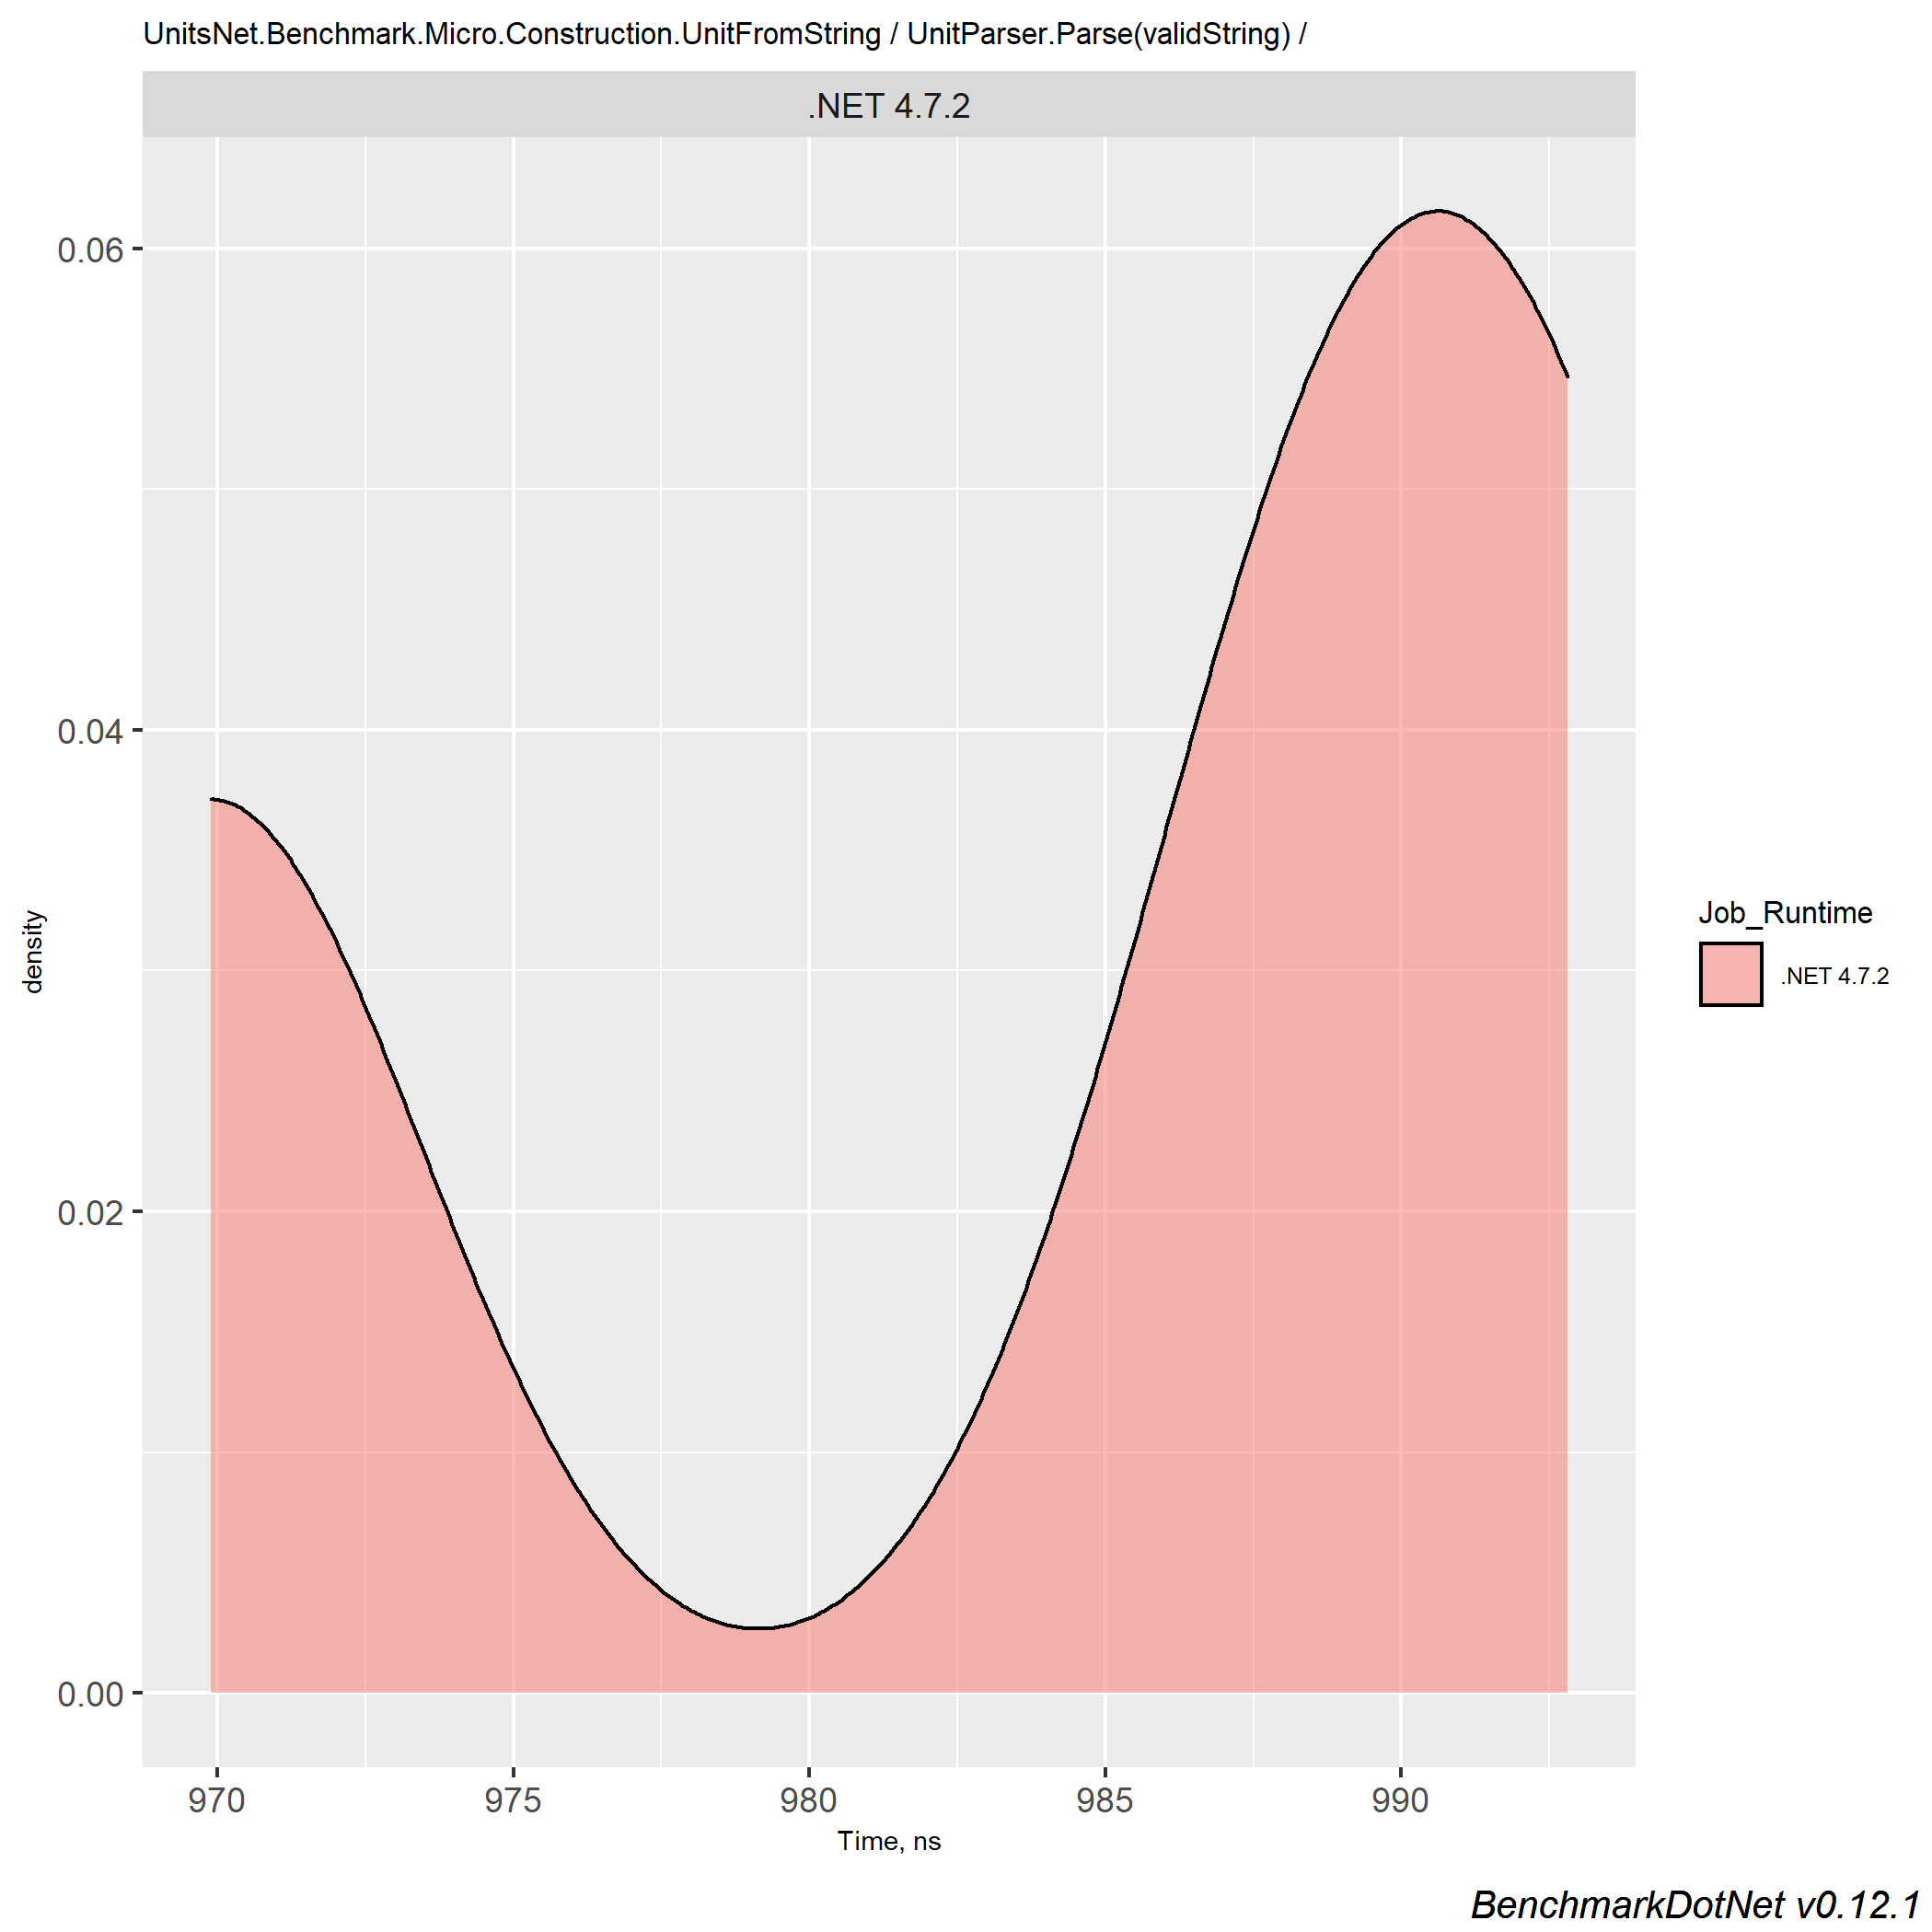 UnitsNet.Benchmark.Micro.Construction.UnitFromString / UnitParser.Parse(validString) /
.NET 4.7.2
0.06
0.04
0.02
0.00
density
970 975 980 985 990
Time, ns
Job_Runtime
.NET 4.7.2
BenchmarkDotNet v0.12.1